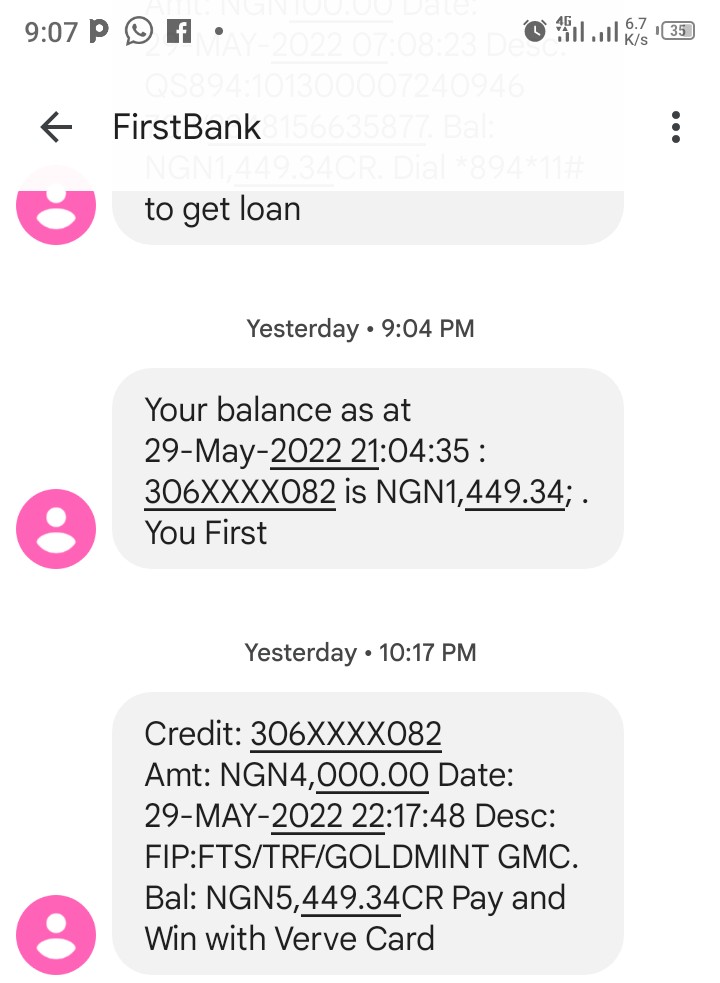 Amt: NGN100.00 Date:
9:07 4G 6.7 K/s 35
29-MAY-2022 07:08:23 Desc:
QS894:101300007240946
FirstBank
8156635877. Bal:
NGN1,449.34CR. Dial *894*11#
to get loan
Yesterday • 9:04 PM
Your balance as at
29-May-2022 21:04:35 :
306XXXX082 is NGN1,449.34; .
You First
Yesterday • 10:17 PM
Credit: 306XXXX082
Amt: NGN4,000.00 Date:
29-MAY-2022 22:17:48 Desc:
FIP:FTS/TRF/GOLDMINT GMC.
Bal: NGN5,449.34CR Pay and
Win with Verve Card